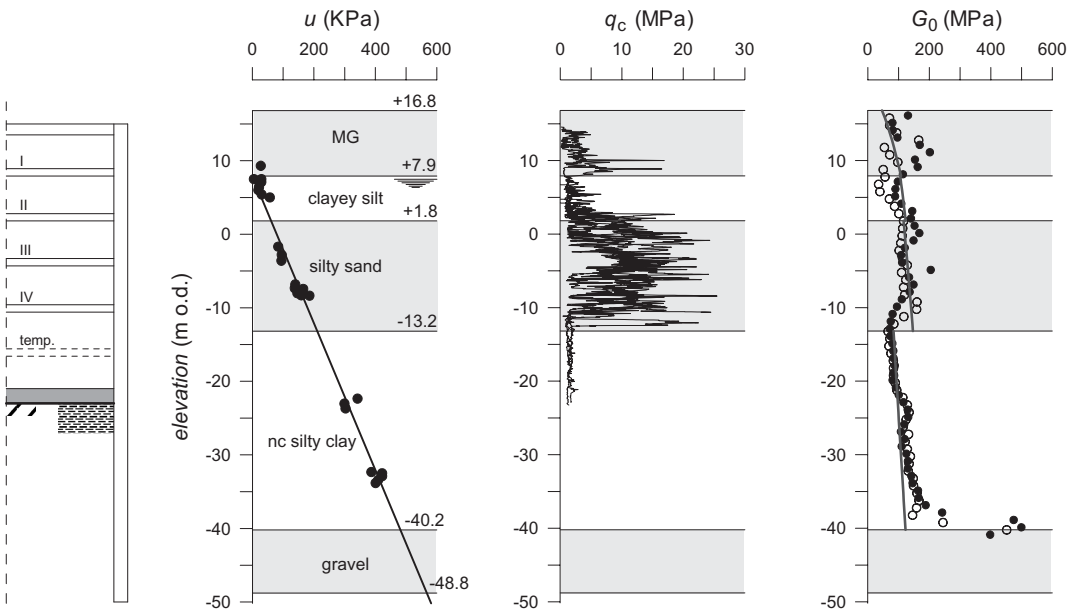 u (KPa) qc (MPa) G0 (MPa)
0 200 400 600 0 10 20 30 0 200 400 600
elevation (m o.d.)
+16.8
MG
I 10 +7.9 10 10
clayey silt
II +1.8
0 0 0
III silty sand
IV -10 -10 -10
-13.2
temp.
-20 -20 -20
nc silty clay
-30 -30 -30
-40 -40.2 -40 -40
gravel
-48.8
-50 -50 -50